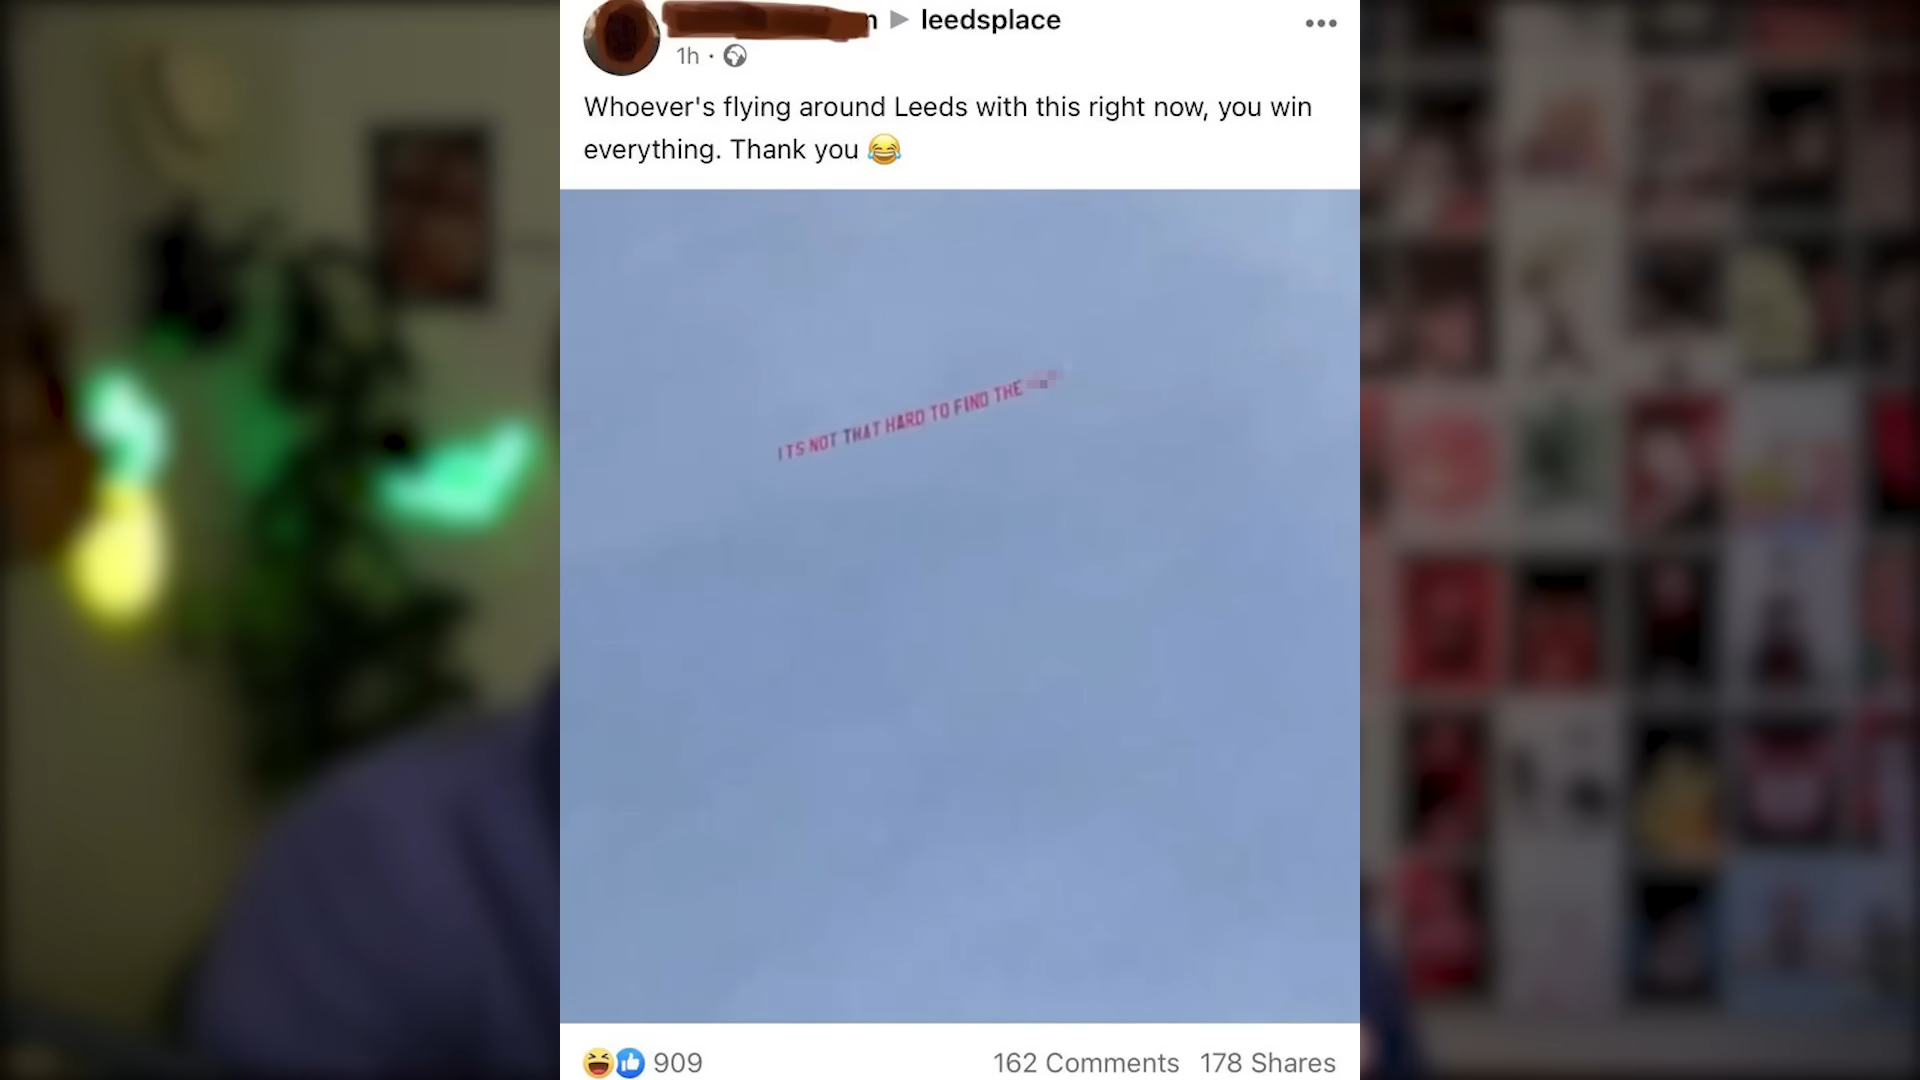 n ▶ leedsplace
1h ·
Whoever's flying around Leeds with this right now, you win
everything. Thank you 😂
ITS NOT THAT HARD TO FIND THE
909
162 Comments 178 Shares